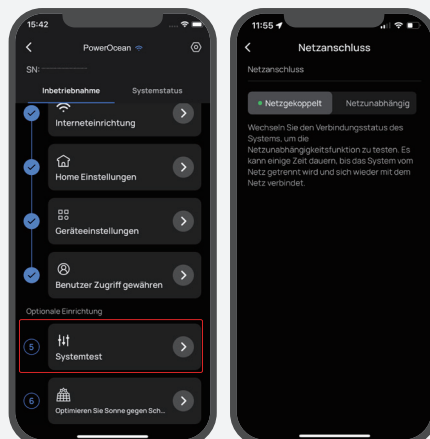 15:42
PowerOcean
SN:
Inbetriebnahme
Systemstatus
Interneteinrichtung
Home Einstellungen
Geräteeinstellungen
Benutzer Zugriff gewähren
Optionale Einrichtung
5
Systemtest
6
Optimieren Sie Sonne gegen Sch...
11:55
Netzanschluss
Netzanschluss
Netzgekoppelt
Netzunabhängig
Wechseln Sie den Verbindungsstatus des
Systems, um die
Netzunabhängigkeitsfunktion zu testen. Es
kann einige Zeit dauern, bis das System vom
Netz getrennt wird und sich wieder mit dem
Netz verbindet.